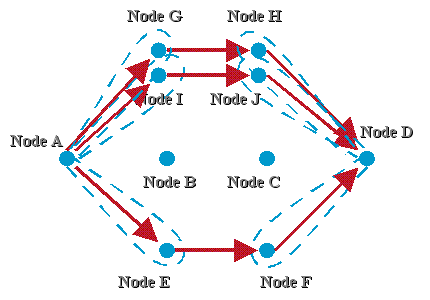 Node G
Node H
Node I
Node J
Node A
Node D
Node B
Node C
Node E
Node F